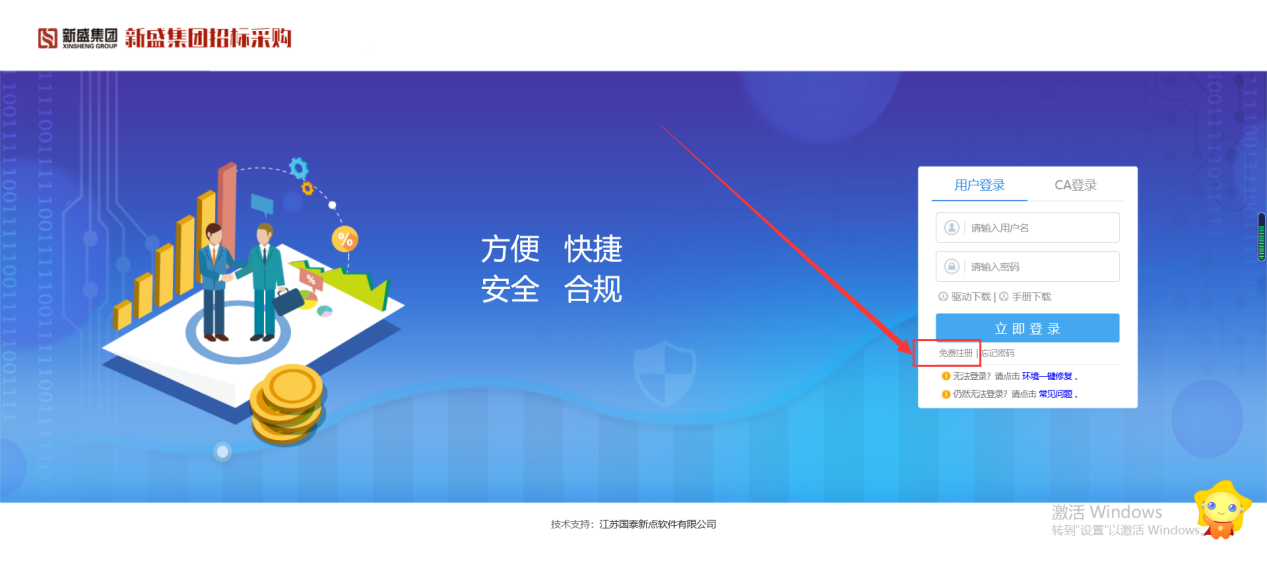 新盛集团
XINSHENG GROUP
新盛集团招标采购
方便 快捷
安全 合规
%
%
用户登录 CA登录
请输入用户名
请输入密码
驱动下载 | 手册下载
立即登录
免费注册 | 忘记密码
无法登录？请点击 环境一键修复 。
仍然无法登录？请点击 常见问题 。
技术支持：江苏国泰新点软件有限公司
激活 Windows
转到"设置"以激活 Windows。